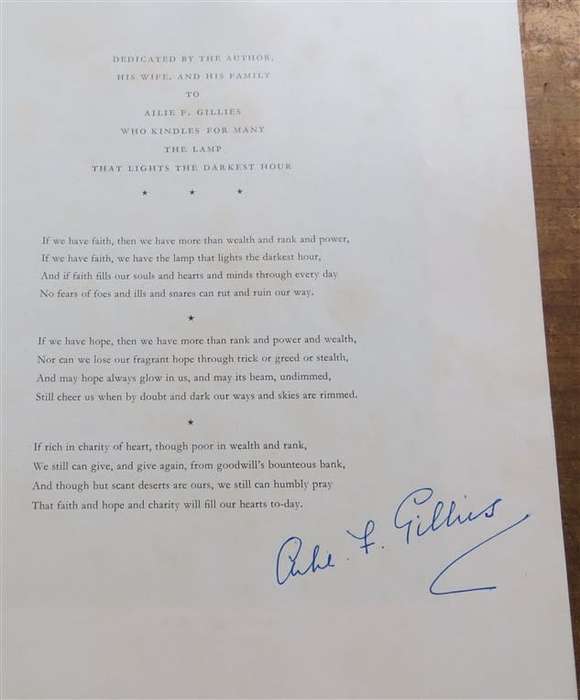 DEDICATED BY THE AUTHOR,
HIS WIFE, AND HIS FAMILY
TO
AILIE F. GILLIES
WHO KINDLES FOR MANY
THE LAMP
THAT LIGHTS THE DARKEST HOUR
★ ★ ★
If we have faith, then we have more than wealth and rank and power,
If we have faith, we have the lamp that lights the darkest hour,
And if faith fills our souls and hearts and minds through every day
No fears of foes and ills and snares can rut and ruin our way.
★
If we have hope, then we have more than rank and power and wealth,
Nor can we lose our fragrant hope through trick or greed or stealth,
And may hope always glow in us, and may its beam, undimmed,
Still cheer us when by doubt and dark our ways and skies are rimmed.
★
If rich in charity of heart, though poor in wealth and rank,
We still can give, and give again, from goodwill's bounteous bank,
And though but scant deserts are ours, we still can humbly pray
That faith and hope and charity will fill our hearts to-day.
Ailie. F. Gillies